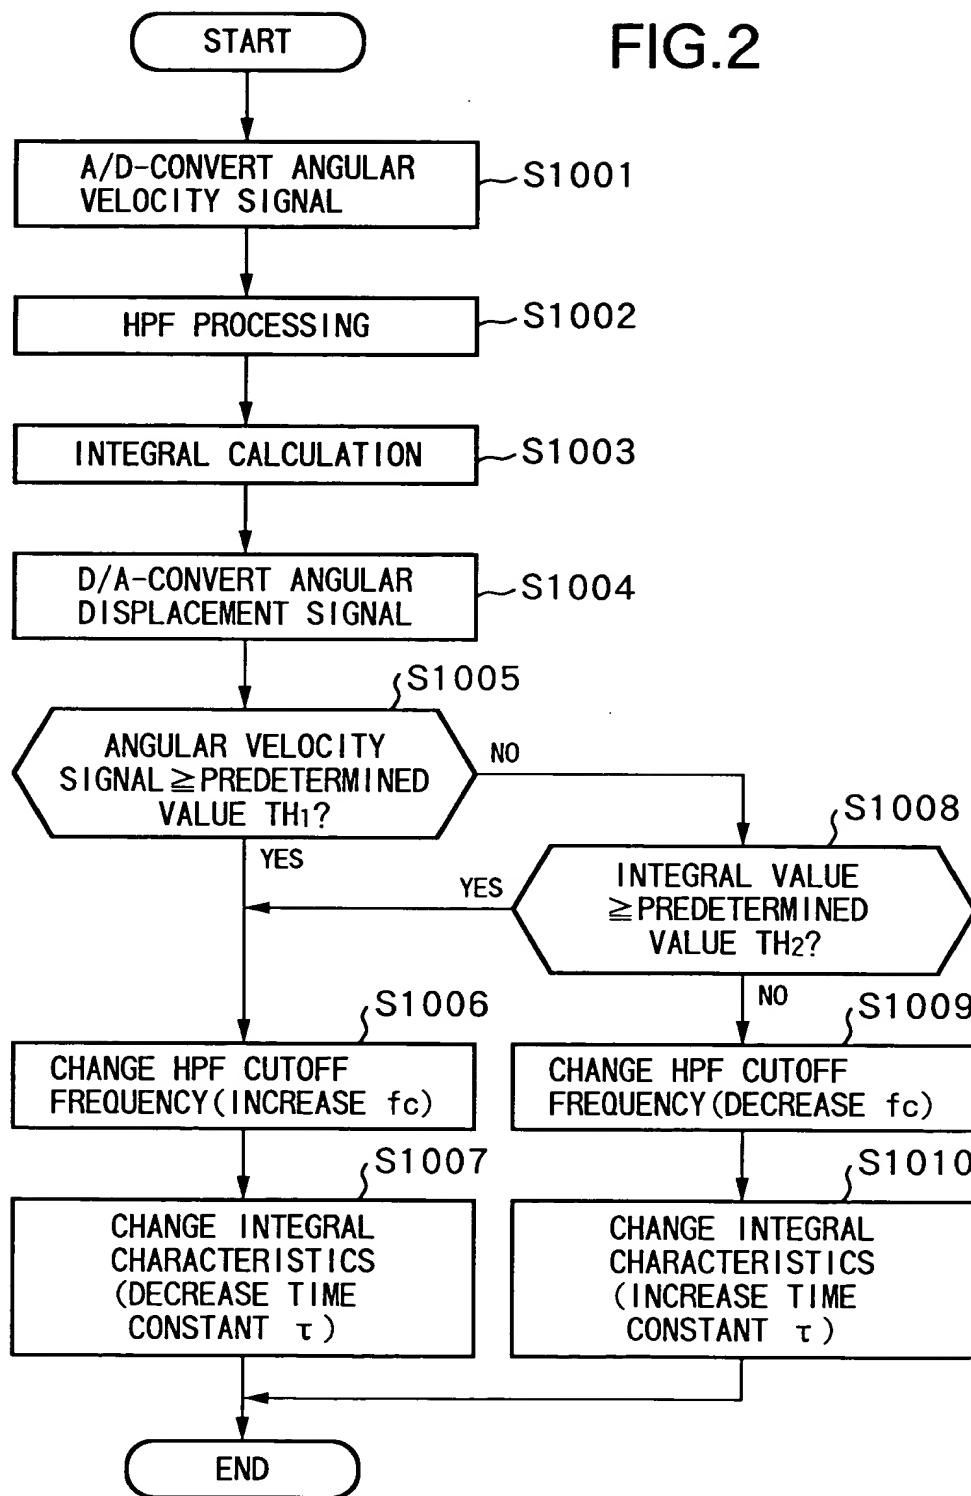 FIG.2
START
A/D-CONVERT ANGULAR
VELOCITY SIGNAL
S1001
HPF PROCESSING
S1002
INTEGRAL CALCULATION
S1003
D/A-CONVERT ANGULAR
DISPLACEMENT SIGNAL
S1004
S1005
ANGULAR VELOCITY
SIGNAL≧PREDETERMINED
VALUE TH1?
NO
YES
S1008
INTEGRAL VALUE
≧PREDETERMINED
VALUE TH2?
YES
NO
S1006
CHANGE HPF CUTOFF
FREQUENCY(INCREASE fc)
S1009
CHANGE HPF CUTOFF
FREQUENCY(DECREASE fc)
S1007
CHANGE INTEGRAL
CHARACTERISTICS
(DECREASE TIME
CONSTANT τ)
S1010
CHANGE INTEGRAL
CHARACTERISTICS
(INCREASE TIME
CONSTANT τ)
END